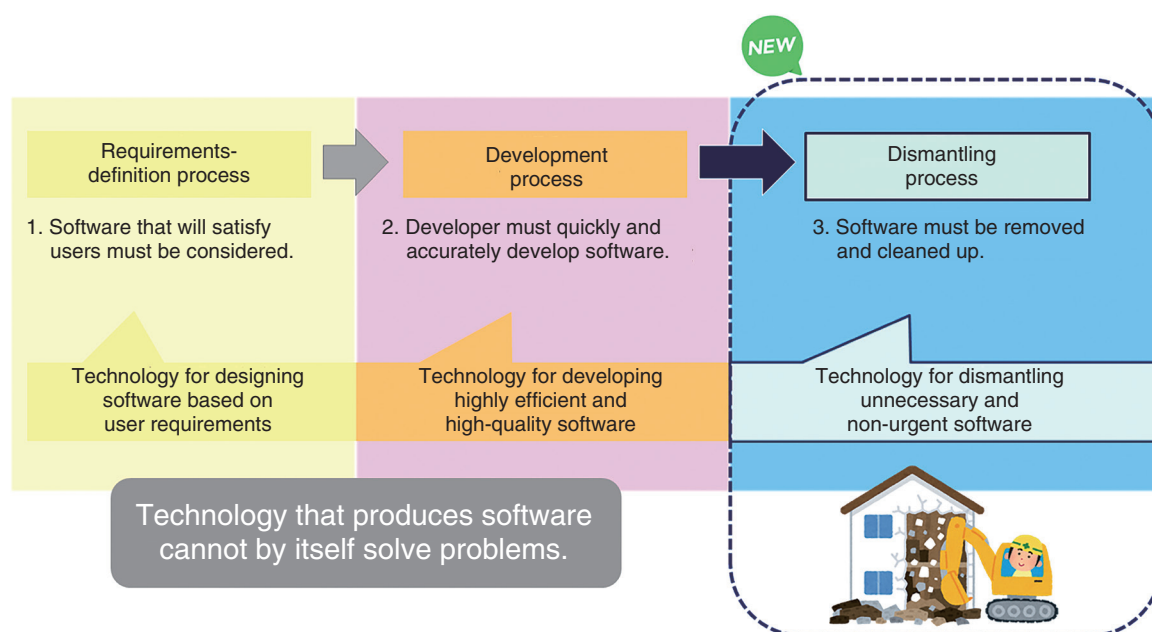 NEW
Requirements-
definition process
Development
process
Dismantling
process
1. Software that will satisfy
users must be considered.
2. Developer must quickly and
accurately develop software.
3. Software must be removed
and cleaned up.
Technology for designing
software based on
user requirements
Technology for developing
highly efficient and
high-quality software
Technology for dismantling
unnecessary and
non-urgent software
Technology that produces software
cannot by itself solve problems.